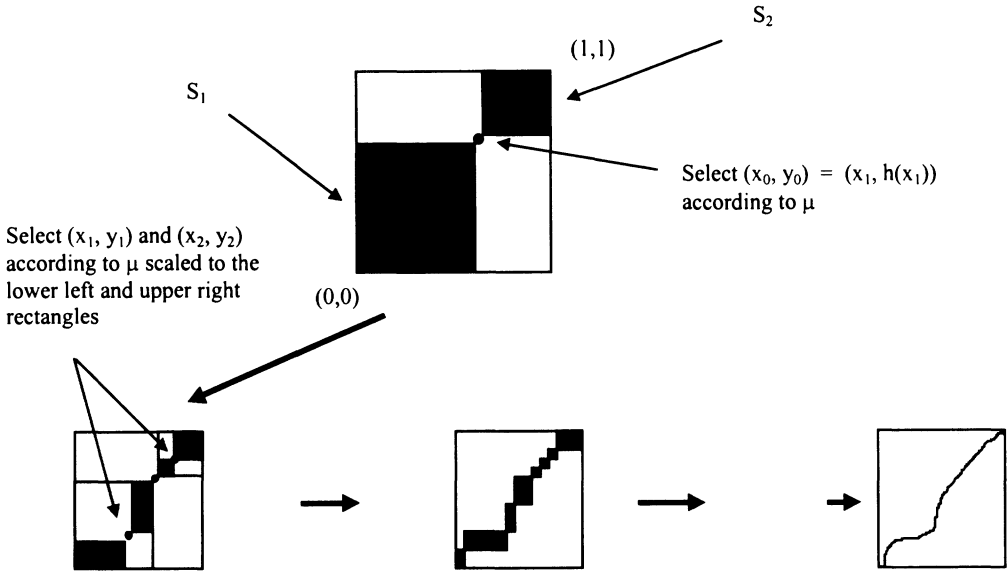 S₂
(1,1)
S₁
Select (x₀, y₀) = (x₁, h(x₁))
according to μ
Select (x₁, y₁) and (x₂, y₂)
according to μ scaled to the
lower left and upper right
rectangles
(0,0)